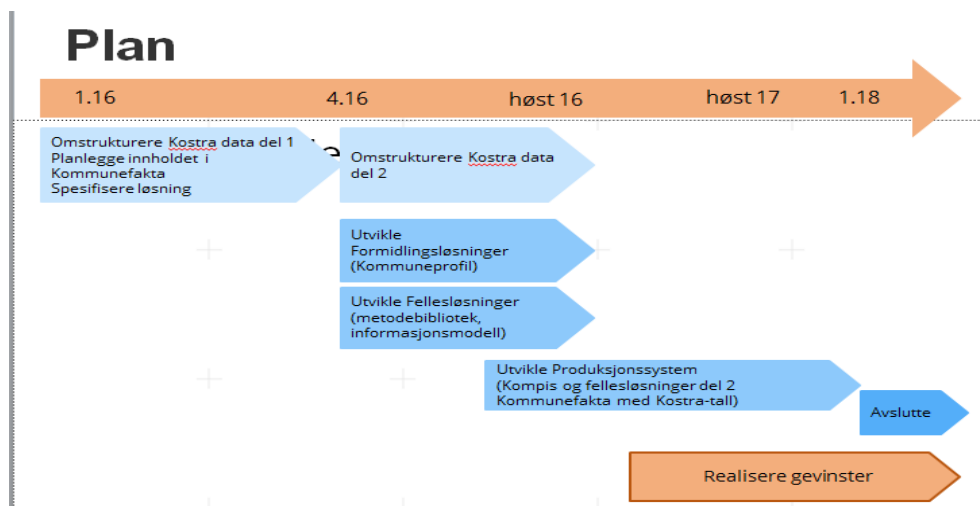 Plan
1.16
4.16
høst 16
høst 17
1.18
Omstrukturere Kostra data del 1
Planlegge innholdet i
Kommunefakta
Spesifisere løsning
Omstrukturere Kostra data
del 2
Utvikle
Formidlingsløsninger
(Kommuneprofil)
Utvikle Fellesløsninger
(metodebibliotek,
informasjonsmodell)
Utvikle Produksjonssystem
(Kompis og fellesløsninger del 2
Kommunefakta med Kostra-tall)
Avslutte
Realisere gevinster